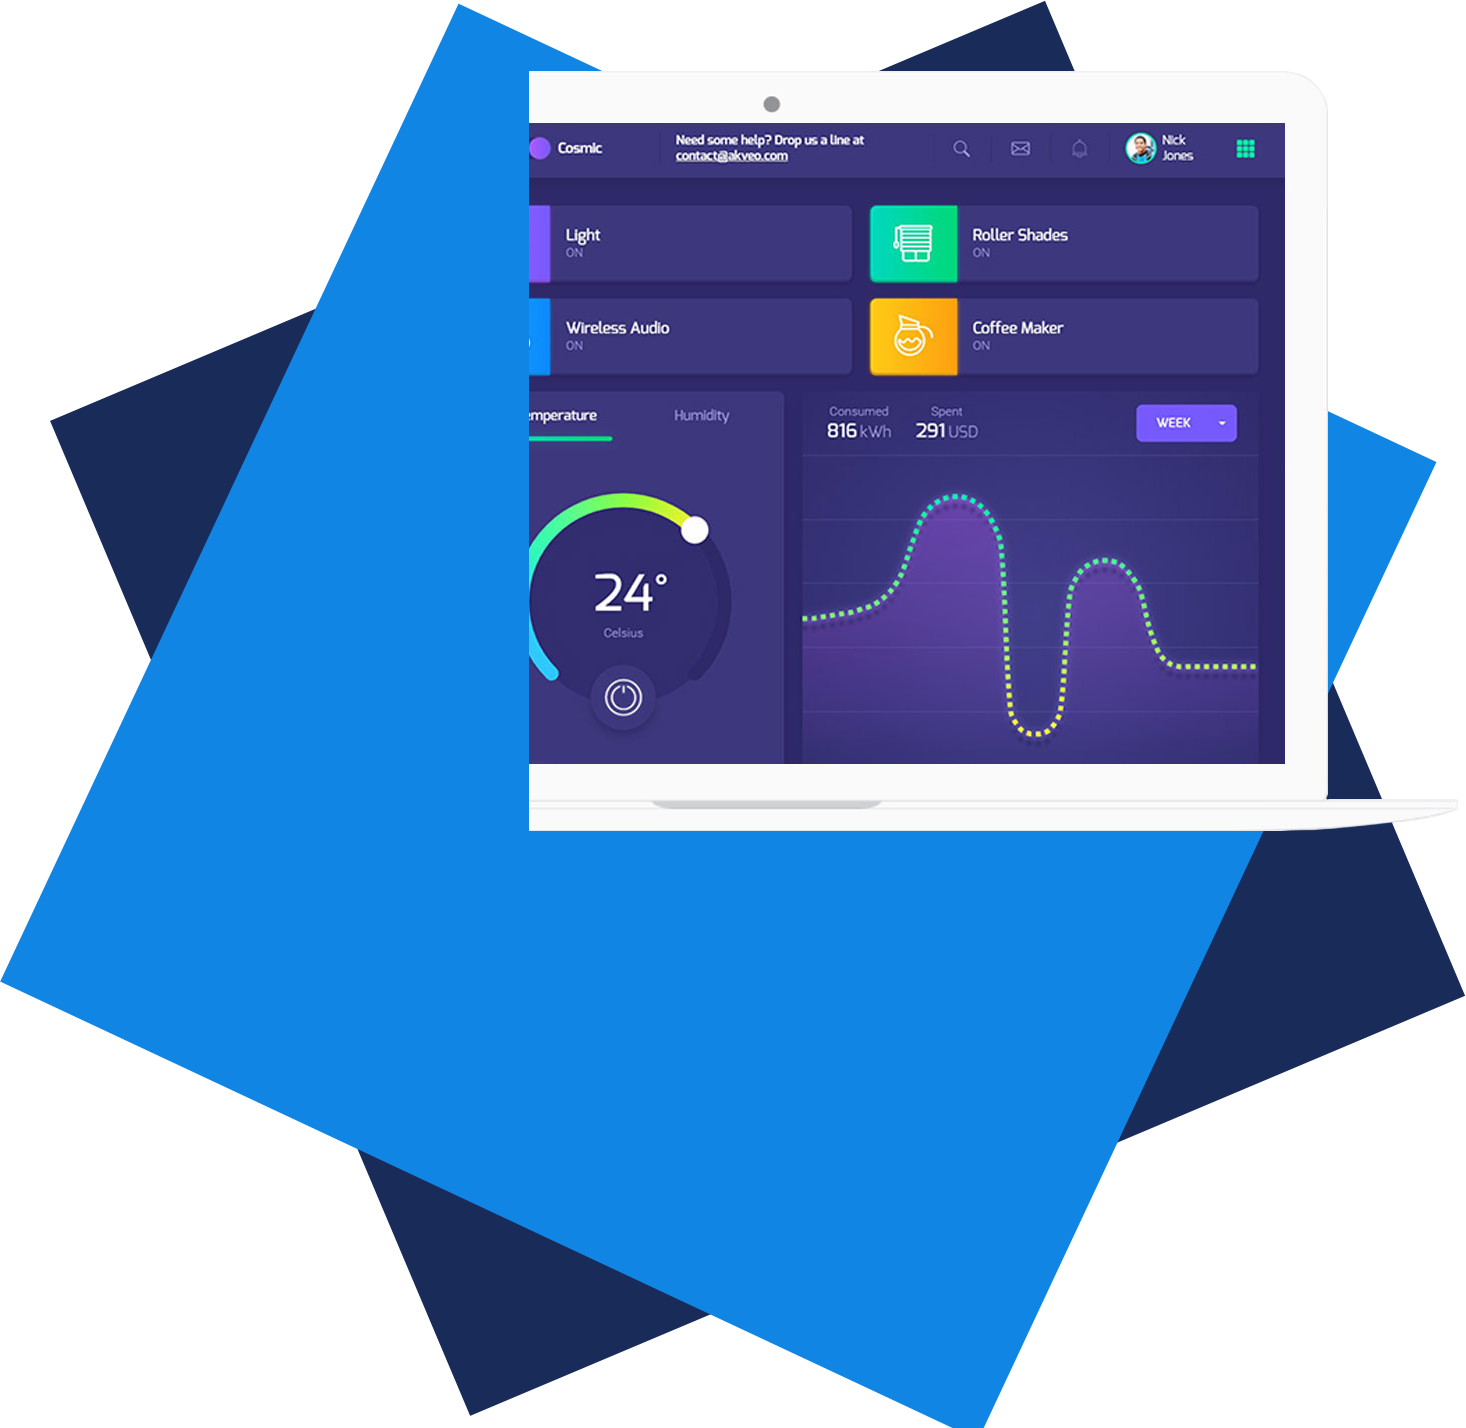 Cosmic
Need some help? Drop us a line at
contact@akveo.com
Nick
Jones
Light
ON
Roller Shades
ON
Wireless Audio
ON
Coffee Maker
ON
emperature
Humidity
Consumed
816 kWh
Spent
291 USD
WEEK
24°
Celsius